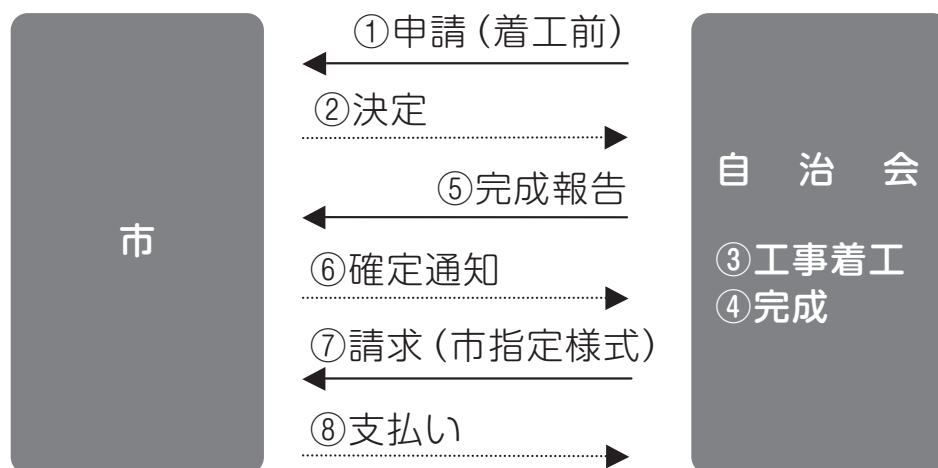 ①申請（着工前）
②決定
⑤完成報告
⑥確定通知
⑦請求（市指定様式）
⑧支払い
市
自治会
③工事着工
④完成